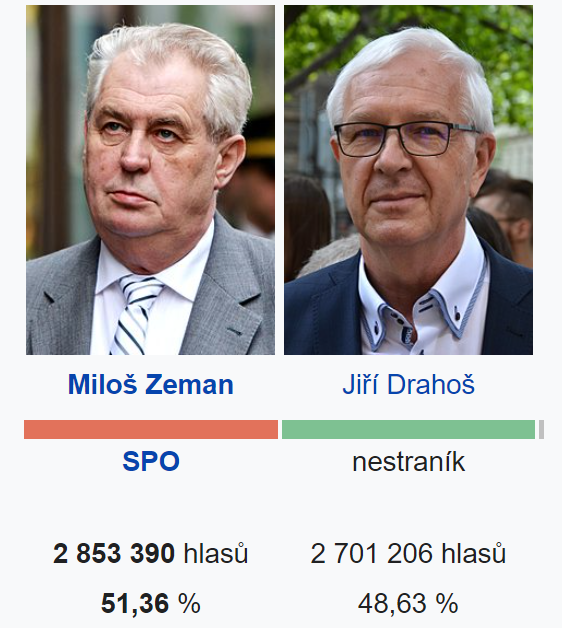 Miloš Zeman Jiří Drahoš
SPO nestraník
2 853 390 hlasů 2 701 206 hlasů
51,36 % 48,63 %